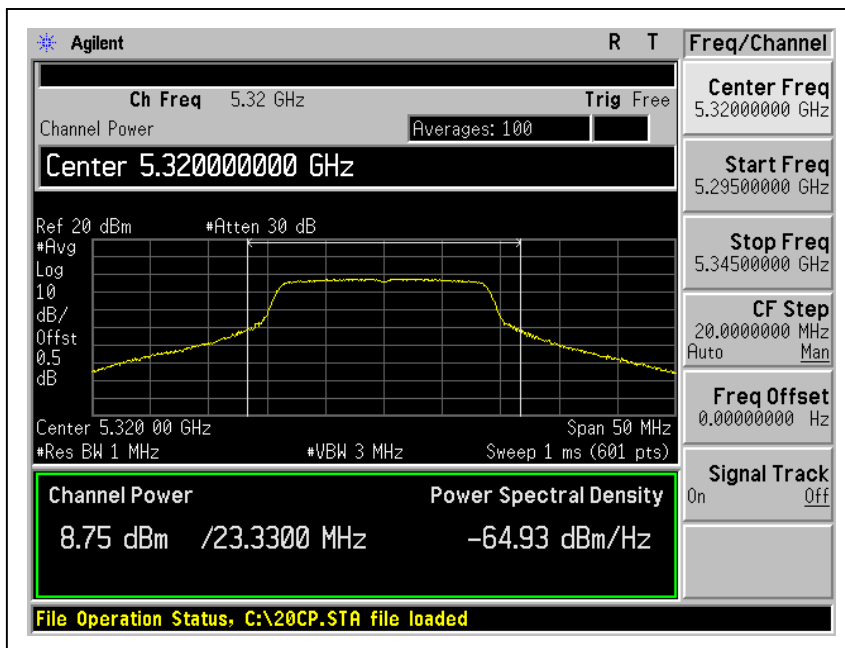 Agilent
R T
Freq/Channel
Ch Freq 5.32 GHz
Trig Free
Channel Power
Averages: 100
Center 5.320000000 GHz
Ref 20 dBm
#Atten 30 dB
#Avg
Log
10
dB/
Offst
0.5
dB
Center 5.320 00 GHz
Span 50 MHz
#Res BW 1 MHz
#VBW 3 MHz
Sweep 1 ms (601 pts)
Channel Power
Power Spectral Density
8.75 dBm /23.3300 MHz
-64.93 dBm/Hz
File Operation Status, C:\20CP.STA file loaded
Center Freq
5.32000000 GHz
Start Freq
5.29500000 GHz
Stop Freq
5.34500000 GHz
CF Step
20.0000000 MHz
Auto Man
Freq Offset
0.00000000 Hz
Signal Track
On Off